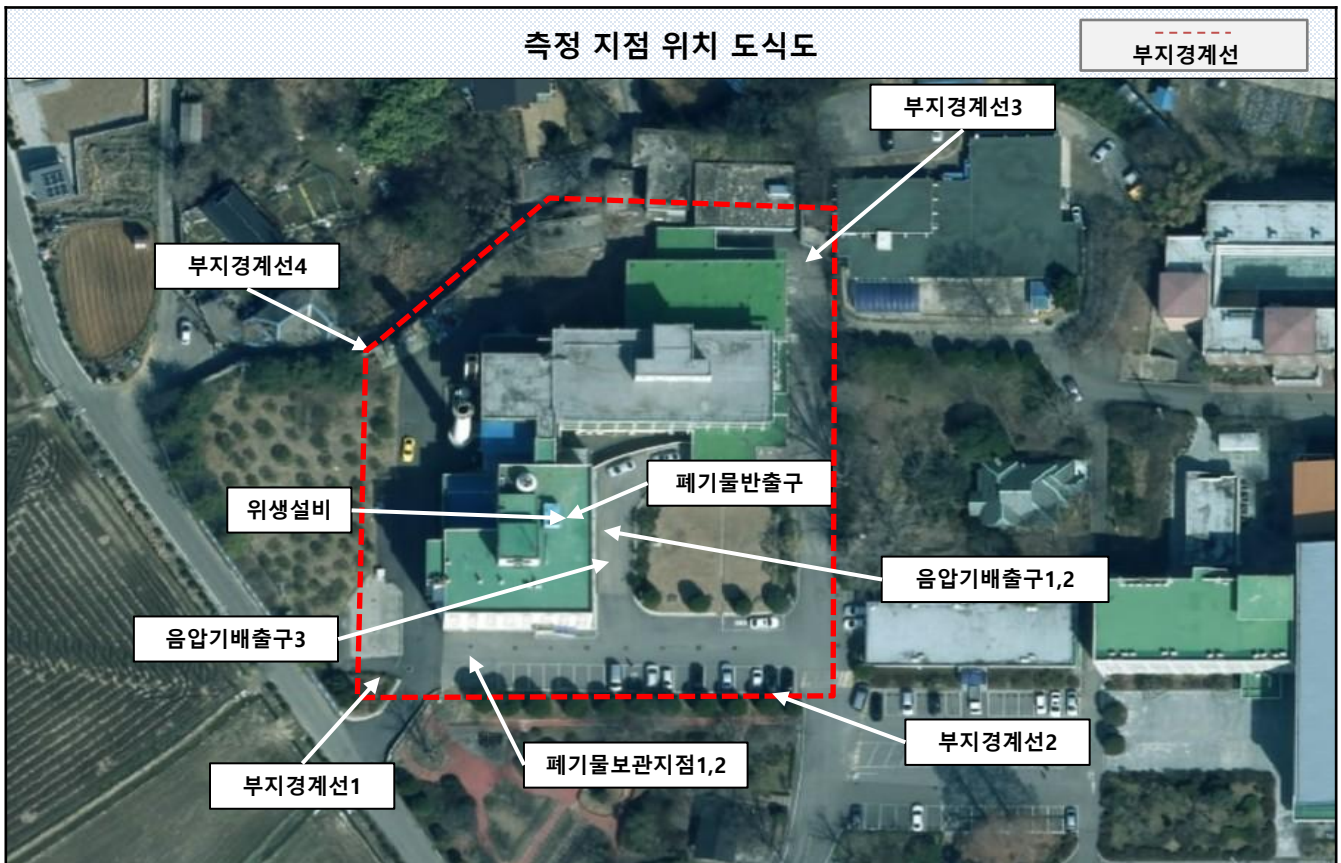 측정 지점 위치 도식도
부지경계선
부지경계선3
부지경계선4
폐기물반출구
위생설비
음압기배출구1,2
음압기배출구3
부지경계선2
폐기물보관지점1,2
부지경계선1